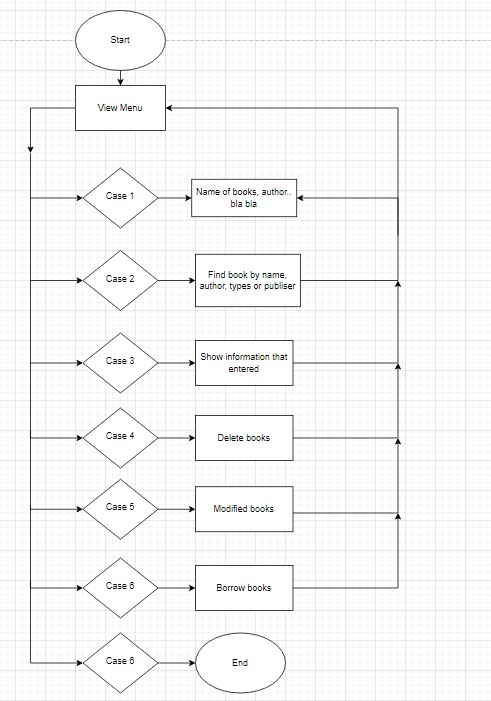 Start
View Menu
Case 1
Name of books, author..
bla bla
Case 2
Find book by name,
author, types or publiser
Case 3
Show information that
entered
Case 4
Delete books
Case 5
Modified books
Case 6
Borrow books
Case 6
End